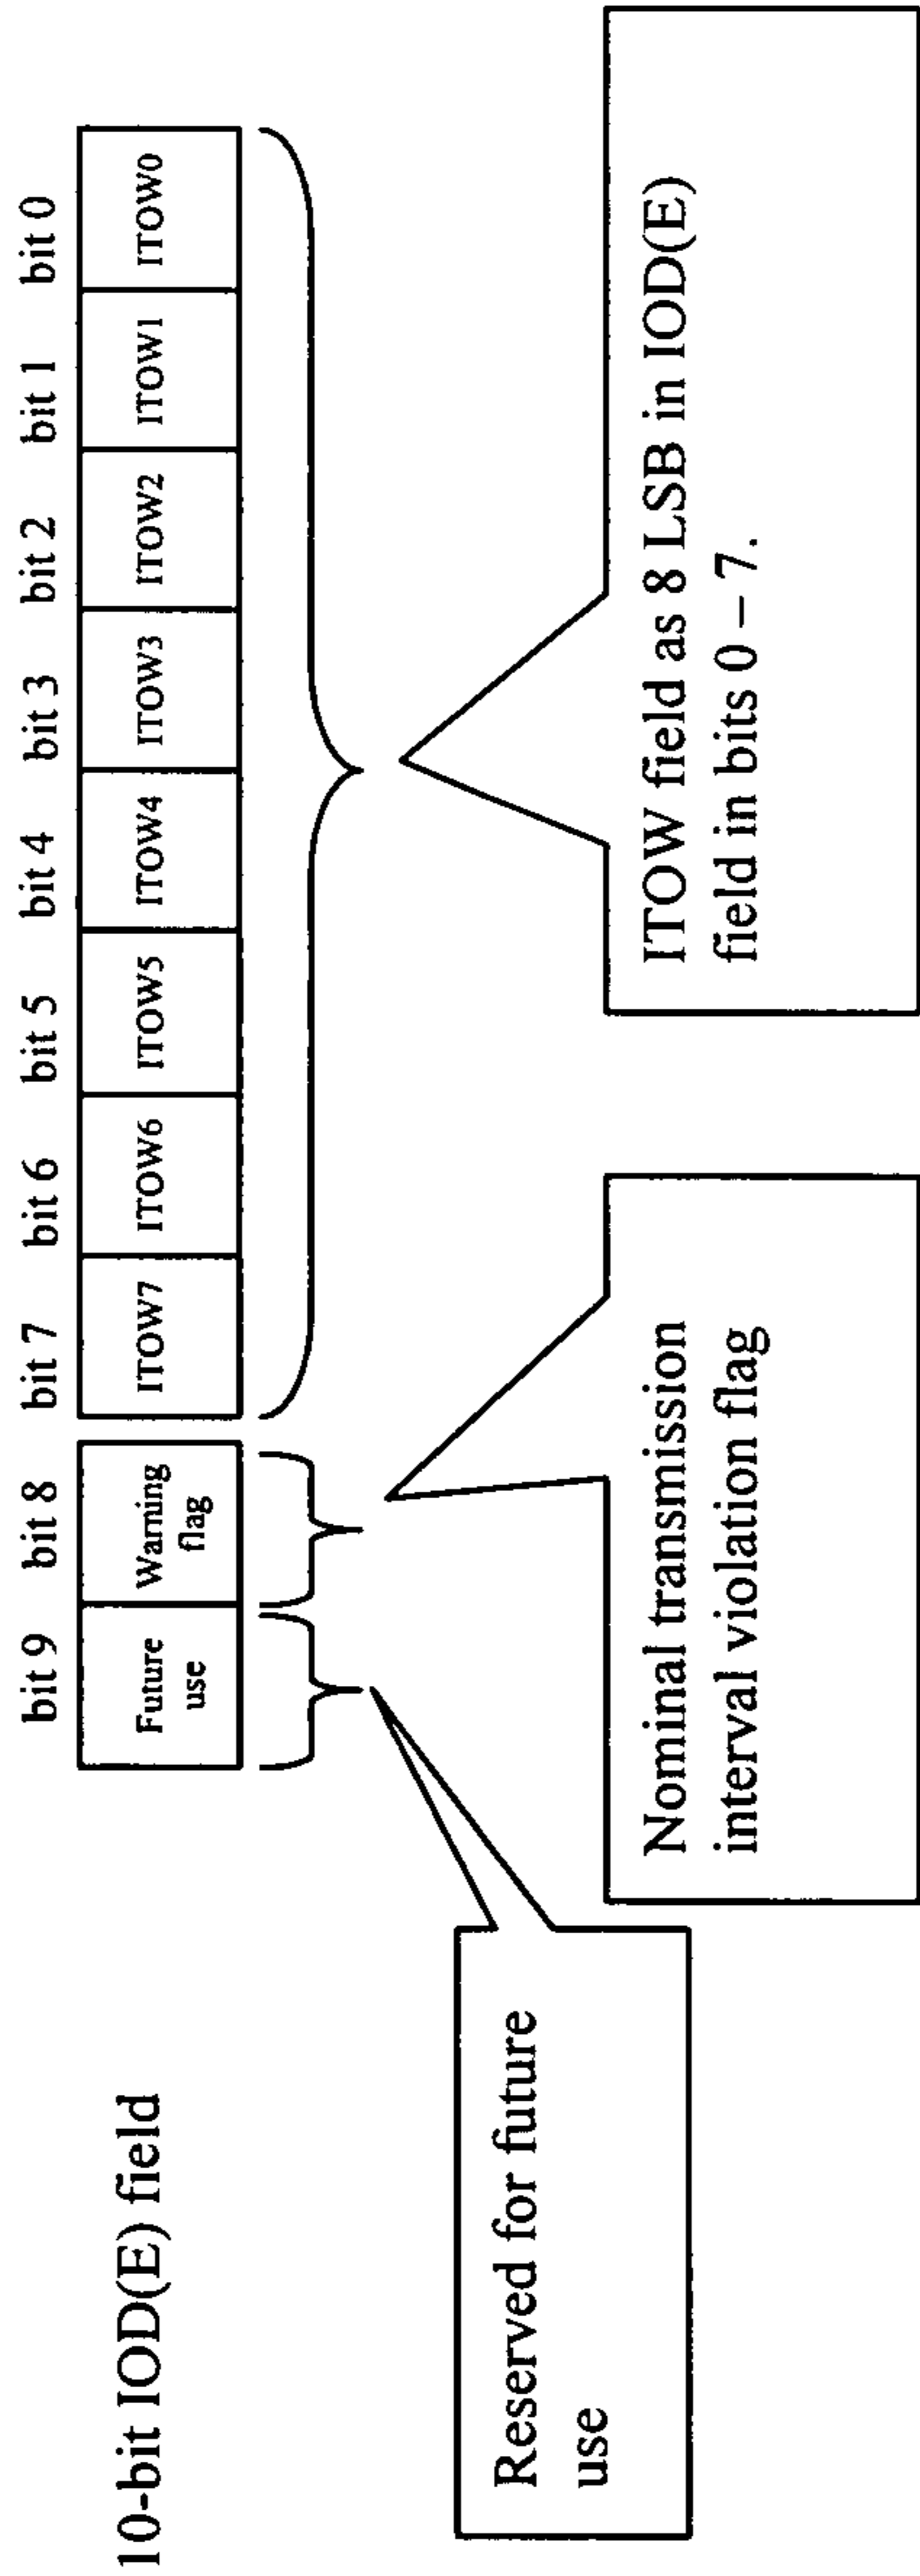 bit 9 bit 8 bit 7 bit 6 bit 5 bit 4 bit 3 bit 2 bit 1 bit 0
10-bit IOD(E) field
Future
use
Warning
flag
ITOW7 ITOW6 ITOW5 ITOW4 ITOW3 ITOW2 ITOW1 ITOW0
Reserved for future
use
Nominal transmission
interval violation flag
ITOW field as 8 LSB in IOD(E)
field in bits 0 – 7.